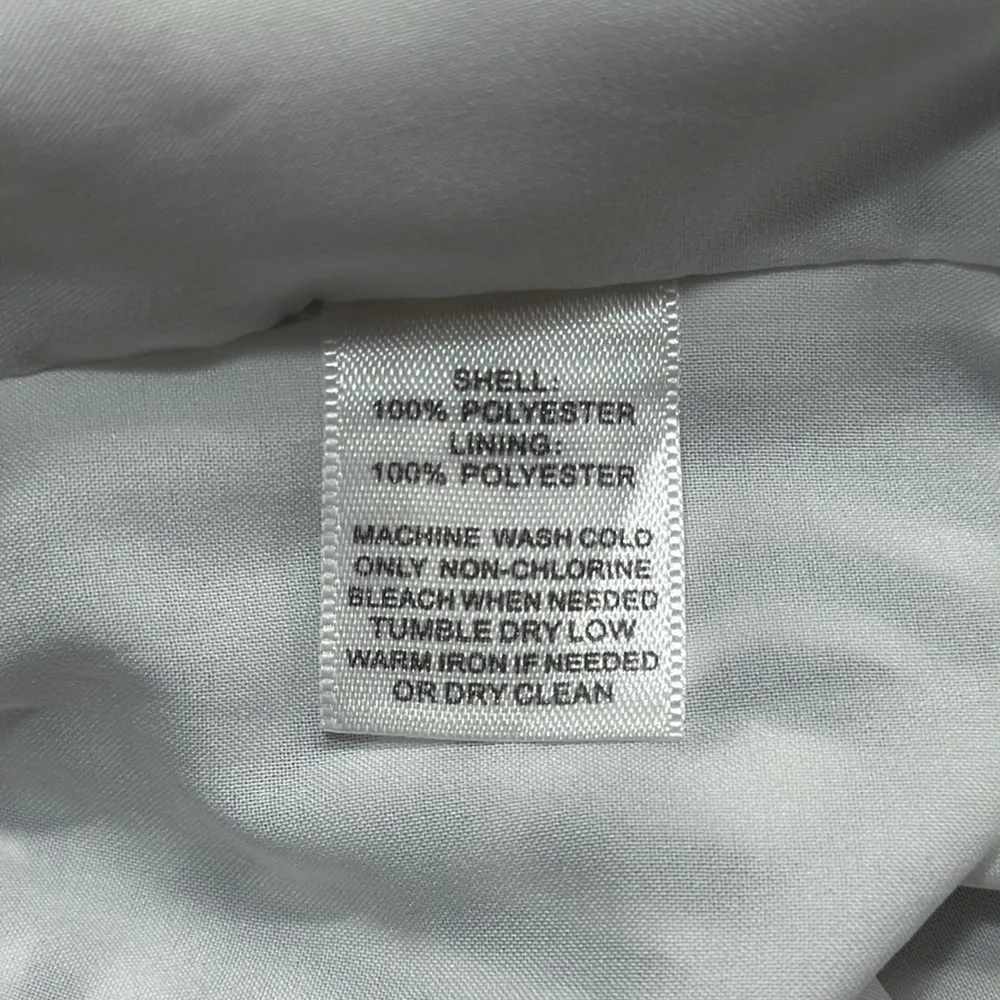 SHELL:
100% POLYESTER
LINING:
100% POLYESTER
MACHINE WASH COLD
ONLY NON-CHLORINE
BLEACH WHEN NEEDED
TUMBLE DRY LOW
WARM IRON IF NEEDED
OR DRY CLEAN